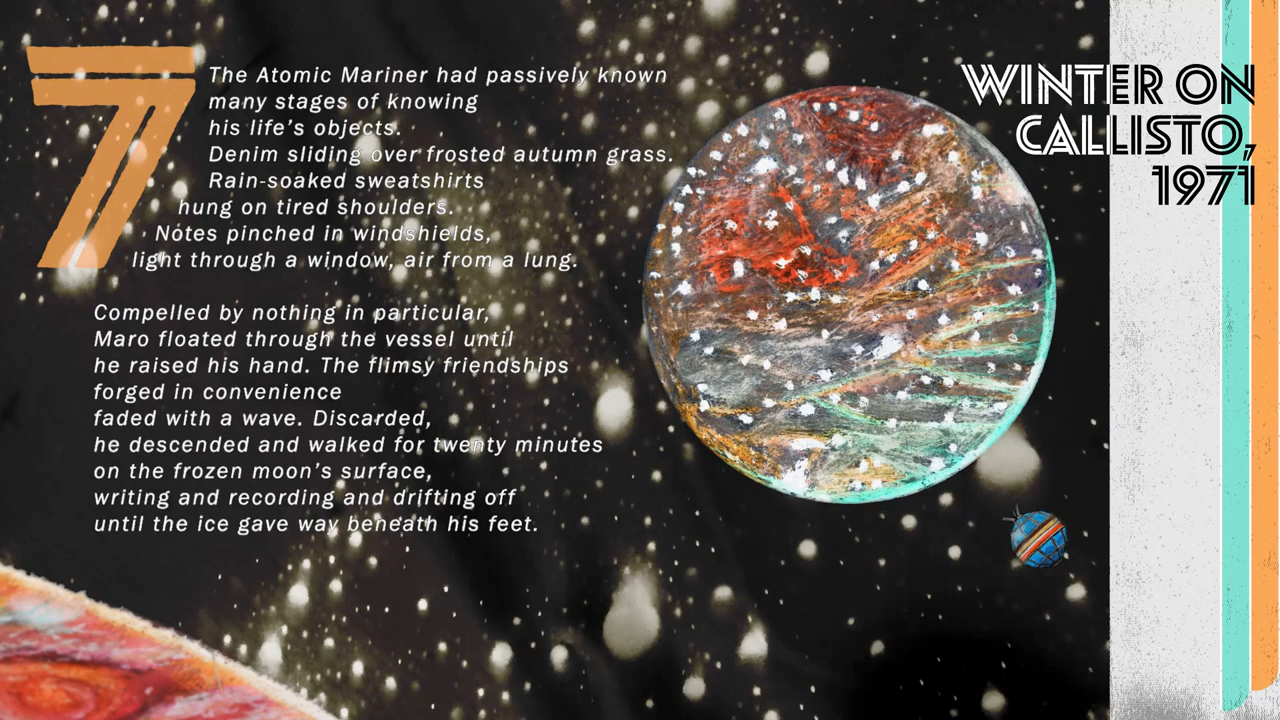 7
The Atomic Mariner had passively known
many stages of knowing
his life’s objects.
Denim sliding over frosted autumn grass.
Rain-soaked sweatshirts
hung on tired shoulders.
Notes pinched in windshields,
light through a window, air from a lung.
Compelled by nothing in particular,
Maro floated through the vessel until
he raised his hand. The flimsy friendships
forged in convenience
faded with a wave. Discarded,
he descended and walked for twenty minutes
on the frozen moon’s surface,
writing and recording and drifting off
until the ice gave way beneath his feet.
WINTER ON
CALLISTO,
1971